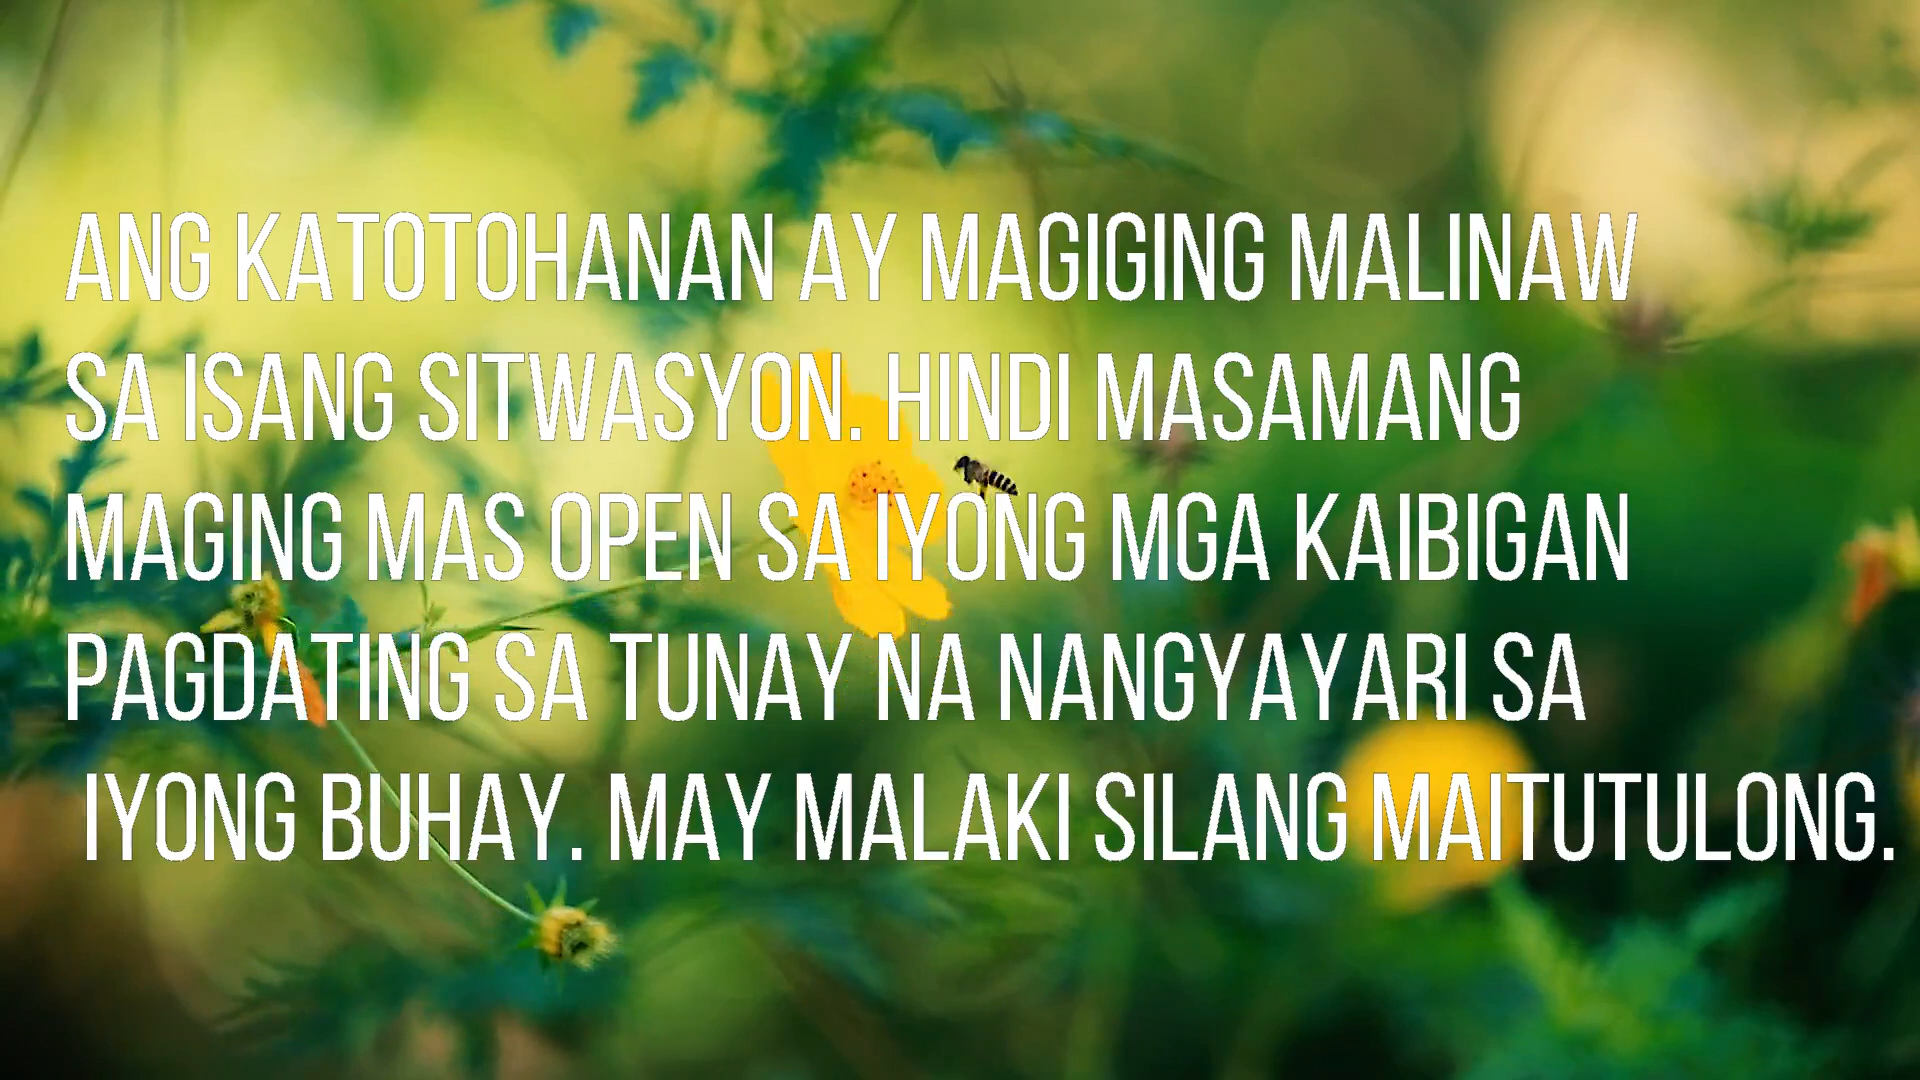 ANG KATOTOHANAN AY MAGIGING MALINAW
SA ISANG SITWASYON. HINDI MASAMANG
MAGING MAS OPEN SA IYONG MGA KAIBIGAN
PAGDATING SA TUNAY NA NANGYAYARI SA
IYONG BUHAY. MAY MALAKI SILANG MAITUTULONG.